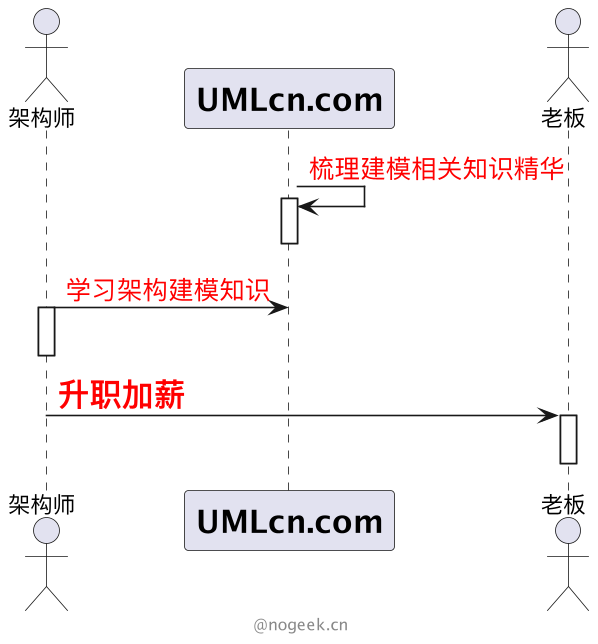 架构师
UMLcn.com
老板
梳理建模相关知识精华
学习架构建模知识
升职加薪
架构师
UMLcn.com
老板
@nogeek.cn